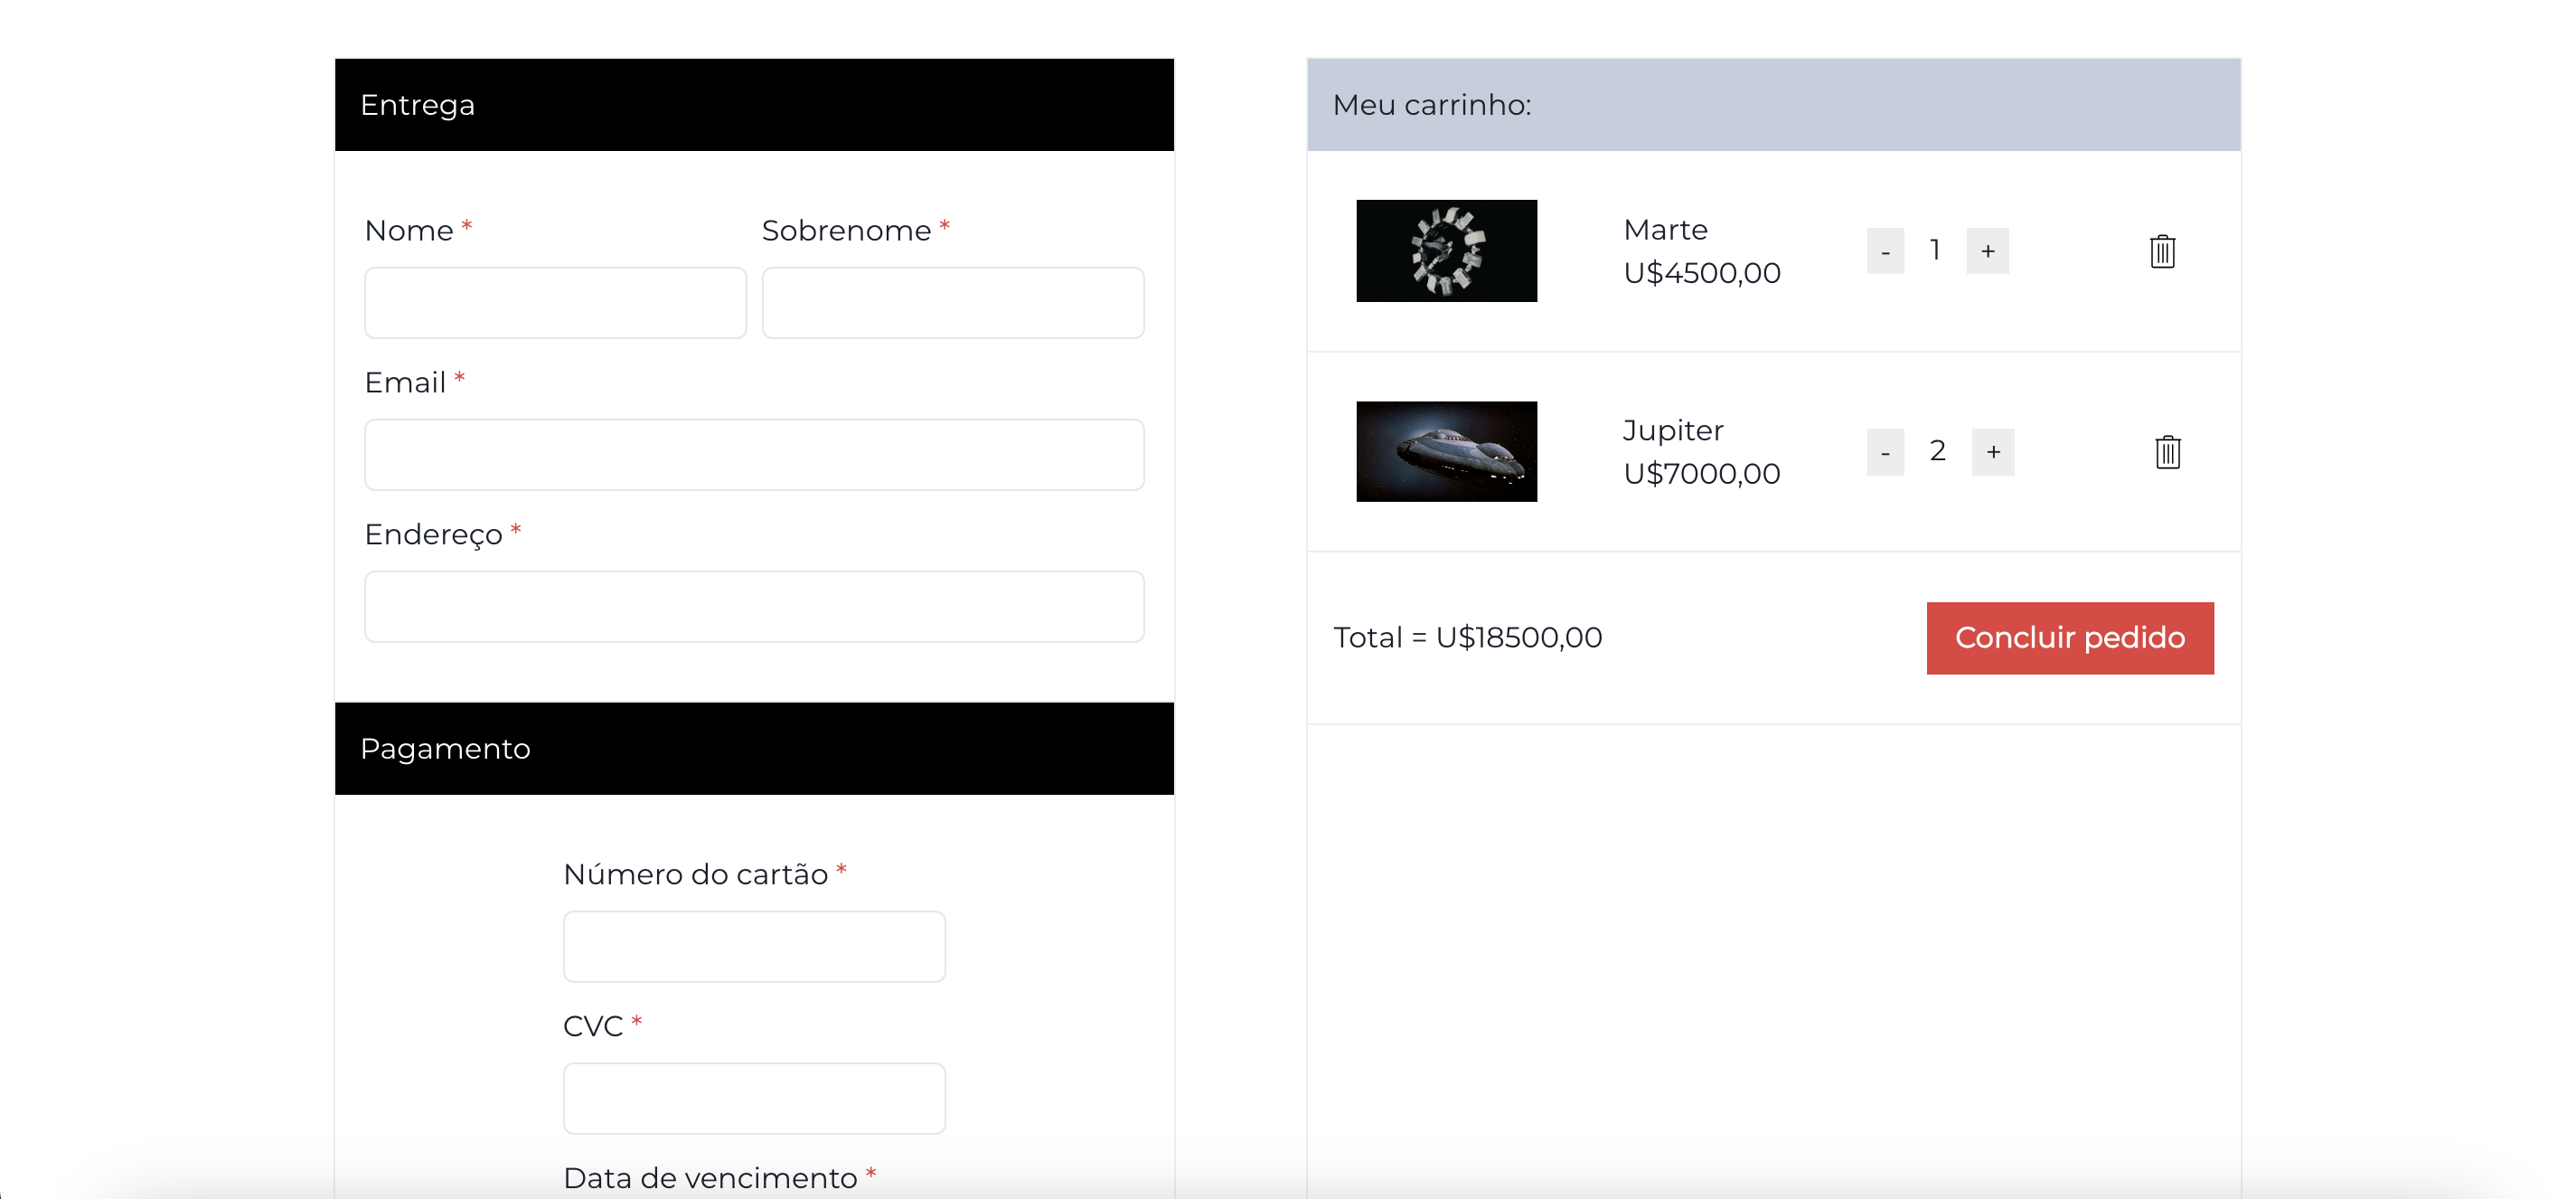 Entrega
Nome * Sobrenome *
Email *
Endereço *
Pagamento
Número do cartão *
CVC *
Data de vencimento *
Meu carrinho:
Marte
U$4500,00
- 1 +
Jupiter
U$7000,00
- 2 +
Total = U$18500,00
Concluir pedido